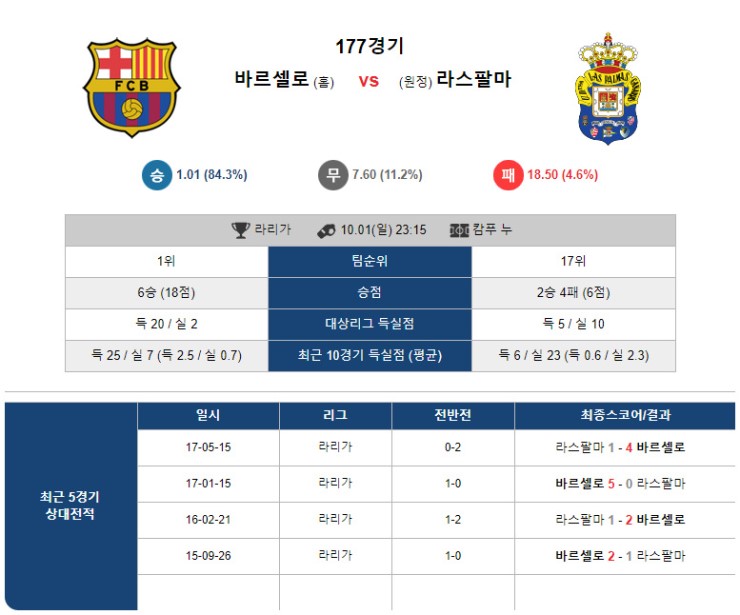 177경기
바르셀로 (홈) VS (원정) 라스팔마
FCB
LAS PALMAS
승 1.01 (84.3%) 무 7.60 (11.2%) 패 18.50 (4.6%)
라리가 10.01(일) 23:15 캄푸 누
1위 팀순위 17위
6승 (18점) 승점 2승 4패 (6점)
득 20 / 실 2 대상리그 득실점 득 5 / 실 10
득 25 / 실 7 (득 2.5 / 실 0.7) 최근 10경기 득실점 (평균) 득 6 / 실 23 (득 0.6 / 실 2.3)
일시 리그 전반전 최종스코어/결과
최근 5경기
상대전적
17-05-15 라리가 0-2 라스팔마 1 - 4 바르셀로
17-01-15 라리가 1-0 바르셀로 5 - 0 라스팔마
16-02-21 라리가 1-2 라스팔마 1 - 2 바르셀로
15-09-26 라리가 1-0 바르셀로 2 - 1 라스팔마